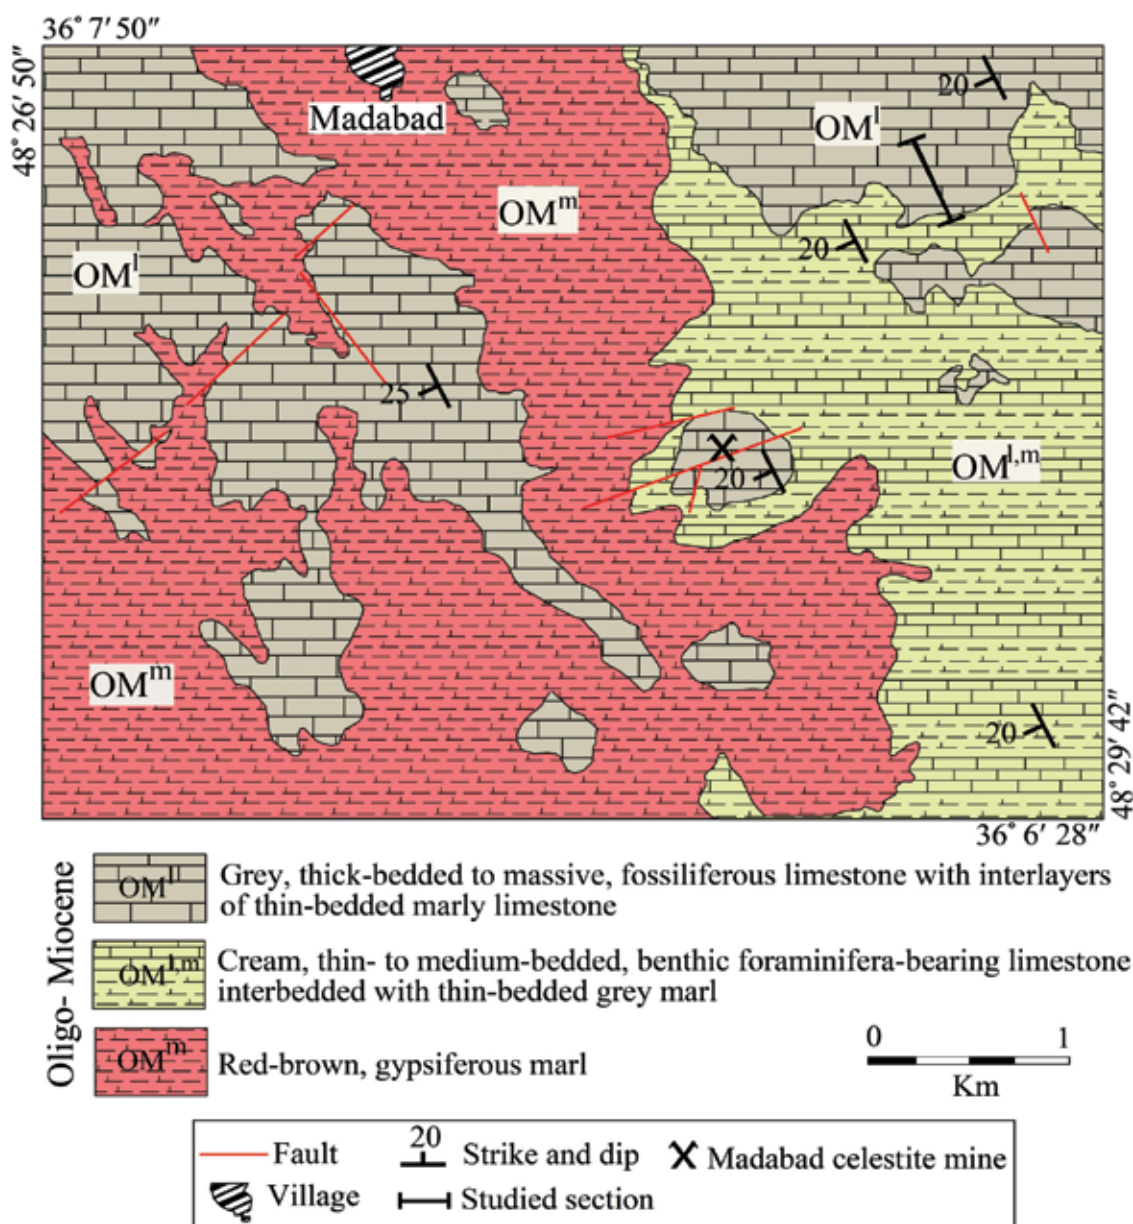 36° 7′ 50″
48° 26′ 50″
Madabad
20
OMˡ
OMᵐ
20
OMˡ
25
20
OMˡ,ᵐ
OMᵐ
20
48° 29′ 42″
36° 6′ 28″
Oligo- Miocene
OMˡˡ
Grey, thick-bedded to massive, fossiliferous limestone with interlayers
of thin-bedded marly limestone
OMˡ,ᵐ
Cream, thin- to medium-bedded, benthic foraminifera-bearing limestone
interbedded with thin-bedded grey marl
OMᵐ
Red-brown, gypsiferous marl
0 1
Km
Fault
20
Strike and dip
Madabad celestite mine
Village
Studied section